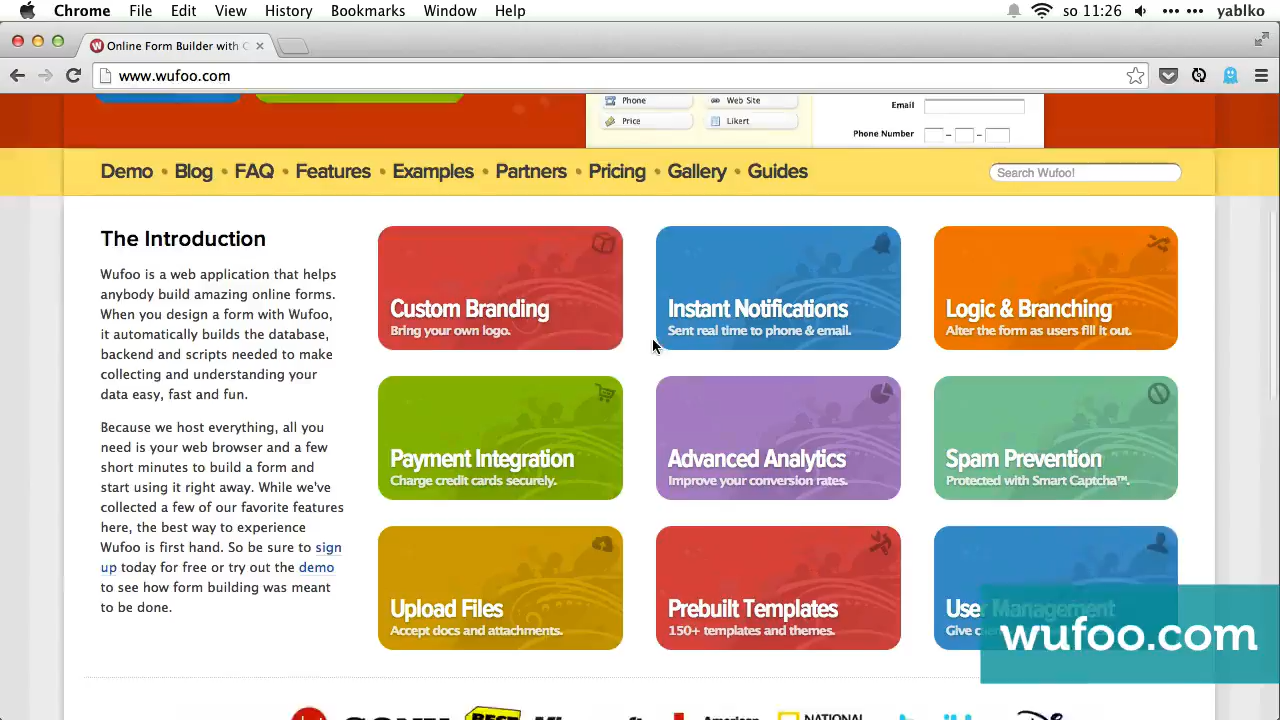 Chrome File Edit View History Bookmarks Window Help
so 11:26
yablko
Online Form Builder with
www.wufoo.com
Phone
Web Site
Price
Likert
Email
Phone Number
Demo • Blog • FAQ • Features • Examples • Partners • Pricing • Gallery • Guides
Search Wufoo!
The Introduction
Wufoo is a web application that helps
anybody build amazing online forms.
When you design a form with Wufoo,
it automatically builds the database,
backend and scripts needed to make
collecting and understanding your
data easy, fast and fun.
Because we host everything, all you
need is your web browser and a few
short minutes to build a form and
start using it right away. While we've
collected a few of our favorite features
here, the best way to experience
Wufoo is first hand. So be sure to sign
up today for free or try out the demo
to see how form building was meant
to be done.
Custom Branding
Bring your own logo.
Instant Notifications
Sent real time to phone & email.
Logic & Branching
Alter the form as users fill it out.
Payment Integration
Charge credit cards securely.
Advanced Analytics
Improve your conversion rates.
Spam Prevention
Protected with Smart Captcha™.
Upload Files
Accept docs and attachments.
Prebuilt Templates
150+ templates and themes.
User Management
Give
wufoo.com
SONY
BEST
Microsoft
American
NATIONAL